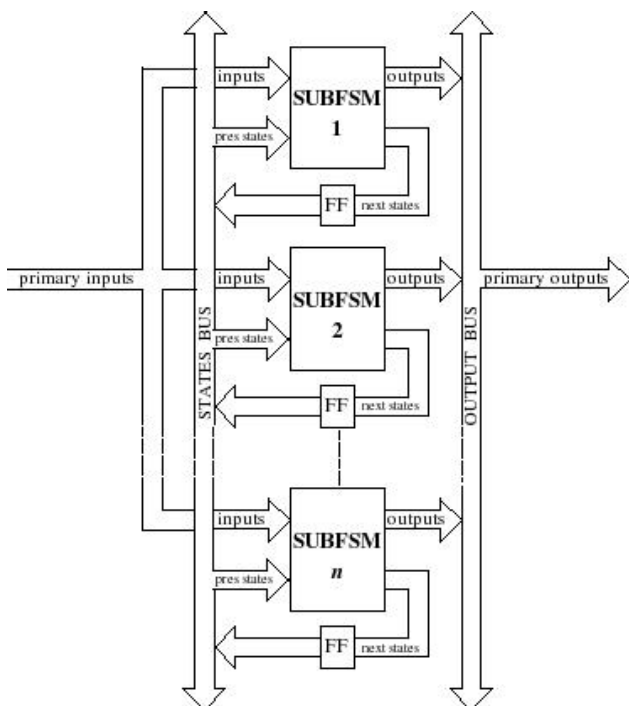 inputs
outputs
SUBFSM
1
pres states
FF
next states
primary inputs
inputs
outputs
primary outputs
SUBFSM
2
pres states
STATES BUS
OUTPUT BUS
FF
next states
inputs
outputs
SUBFSM
n
pres states
FF
next states